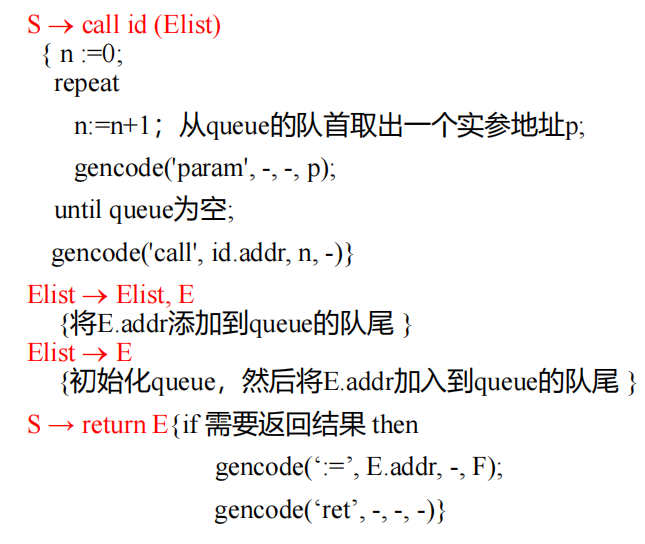 S → call id (Elist)
{ n :=0;
repeat
n:=n+1；从queue的队首取出一个实参地址p;
gencode('param', -, -, p);
until queue为空;
gencode('call', id.addr, n, -)}
Elist → Elist, E
{将E.addr添加到queue的队尾 }
Elist → E
{初始化queue，然后将E.addr加入到queue的队尾 }
S → return E{if 需要返回结果 then
gencode(‘:=’, E.addr, -, F);
gencode(‘ret’, -, -, -)}